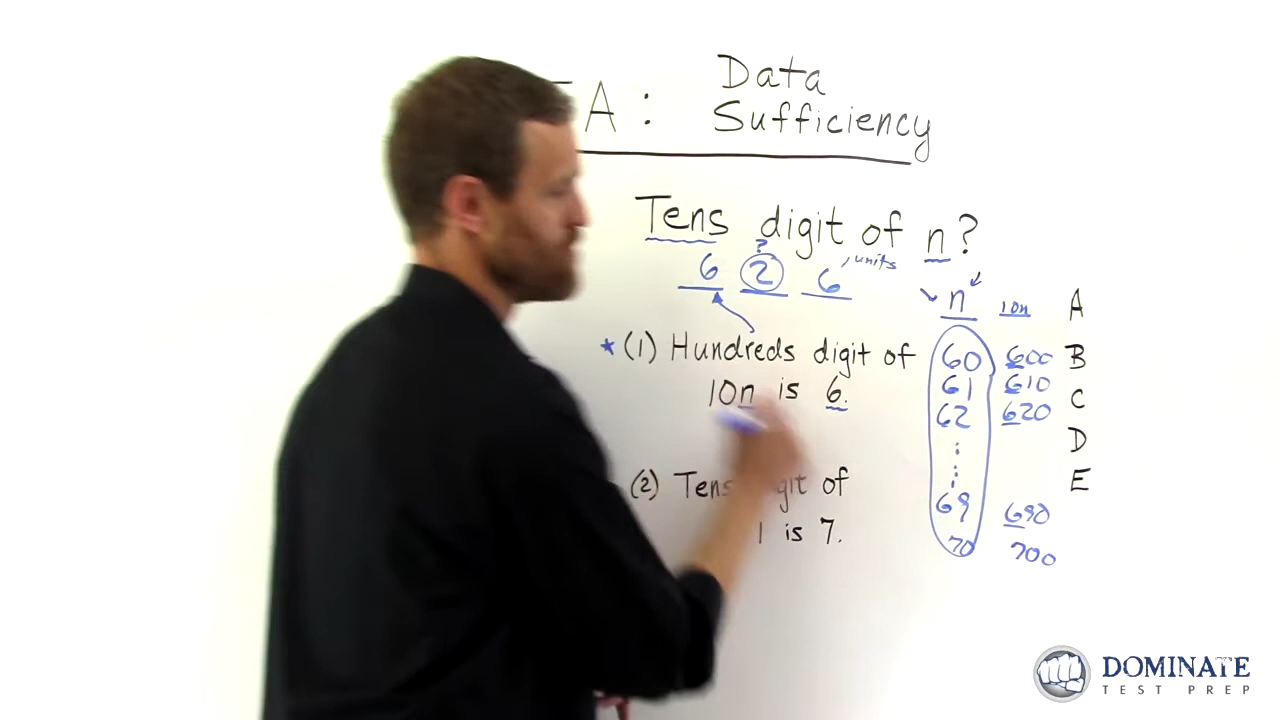 A: Data
Sufficiency
Tens digit of n?
?
6 2 6 units
n 10n
(1) Hundreds digit of
10n is 6.
(2) Tens digit of
1 is 7.
60 600
61 610
62 620
69 690
70 700
A
B
C
D
E
DOMINATE
TEST PREP